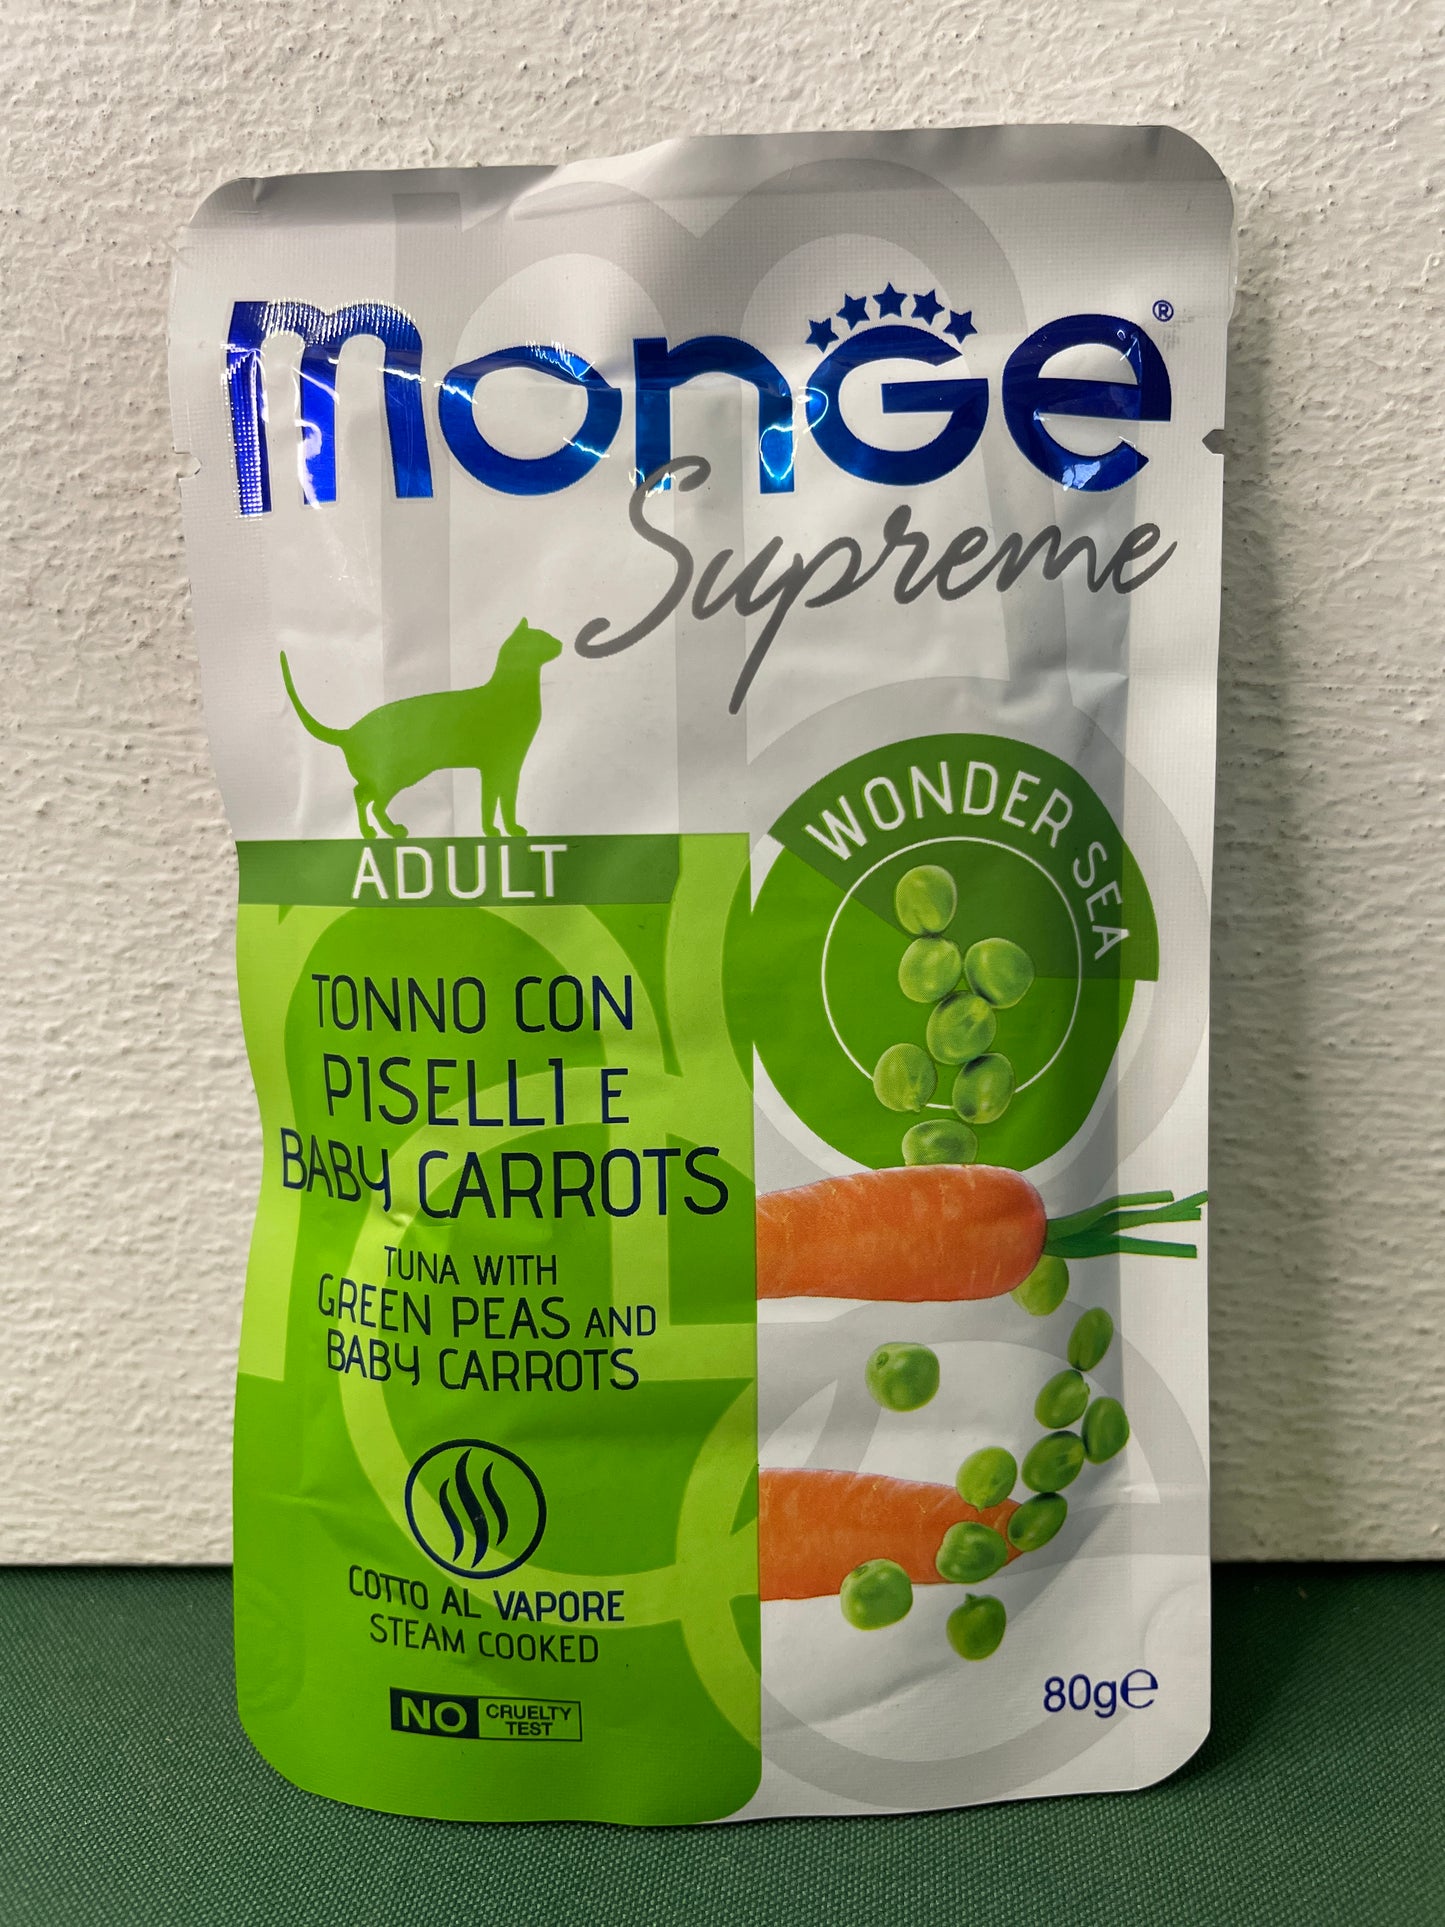 monGe®
Supreme
WONDER SEA
ADULT
TONNO CON
PISELLI E
BABY CARROTS
TUNA WITH
GREEN PEAS AND
BABY CARROTS
COTTO AL VAPORE
STEAM COOKED
NO CRUELTY
TEST
80g℮